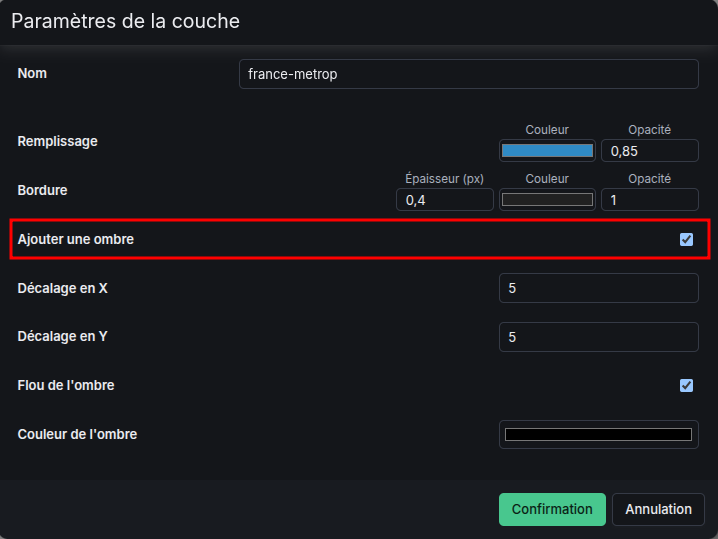 Paramètres de la couche
Nom france-metrop
Couleur Opacité
Remplissage 0,85
Épaisseur (px) Couleur Opacité
Bordure 0,4 1
Ajouter une ombre
Décalage en X 5
Décalage en Y 5
Flou de l'ombre
Couleur de l'ombre
Confirmation Annulation